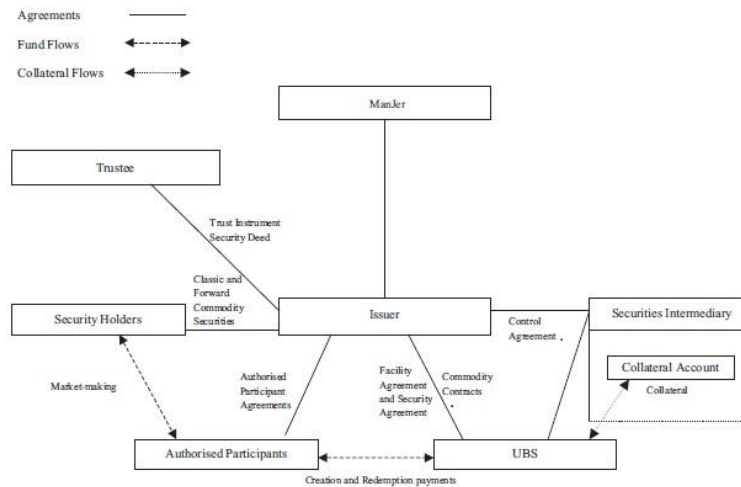 Agreements
Fund Flows
Collateral Flows
ManJer
Trustee
Trust Instrument
Security Deed
Classic and
Forward
Commodity
Securities
Security Holders
Issuer
Control
Agreement
Securities Intermediary
Collateral Account
Collateral
Market-making
Authorised
Participant
Agreements
Facility
Agreement
and Security
Agreement
Commodity
Contracts
Authorised Participants
UBS
Creation and Redemption payments